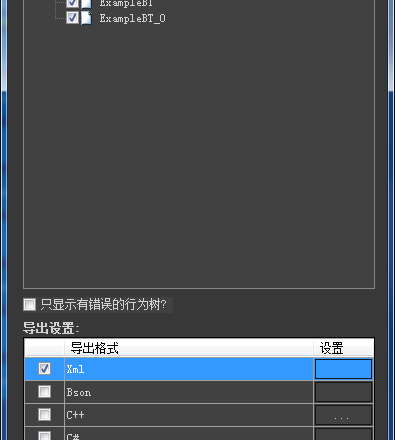 ExampleBT
ExampleBT_0
只显示有错误的行为树?
导出设置:
导出格式 设置
Xml
Bson
C++ ...
C#